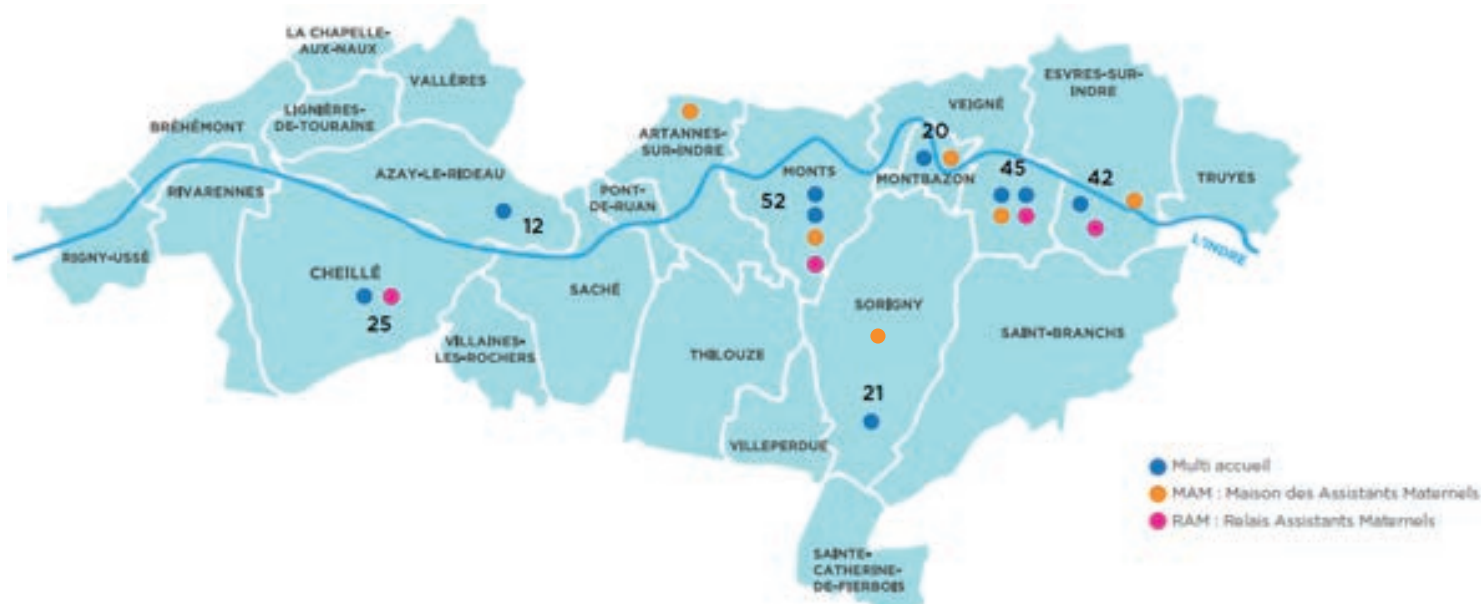 LA CHAPELLE-
AUX-NAUX
VALLÈRES
LIGNIÈRES-
DE-TOURAINE
BRÉHÉMONT
RIVARENNES
AZAY-LE-RIDEAU
12
RIGNY-USSÉ
CHEILLÉ
25
VILLAINES-
LES-ROCHERS
SACHÉ
PONT-
DE-RUAN
ARTANNES-
SUR-INDRE
MONTS
52
THILOUZE
VILLEPERDUE
SAINTE-
CATHERINE-
DE-FIERBOIS
SORIGNY
21
VEIGNÉ
20
MONTBAZON
45
ESVRES-SUR-
INDRE
42
TRUYES
L'INDRE
SAINT-BRANCHS
Multi accueil
MAM : Maison des Assistants Maternels
RAM : Relais Assistants Maternels